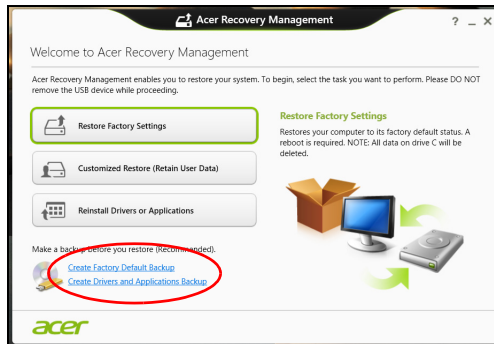 Acer Recovery Management
? _ X
Welcome to Acer Recovery Management
Acer Recovery Management enables you to restore your system. To begin, select the task you want to perform. Please DO NOT
remove the USB device while proceeding.
Restore Factory Settings
Customized Restore (Retain User Data)
Reinstall Drivers or Applications
Restore Factory Settings
Restores your computer to its factory default status. A
reboot is required. NOTE: All data on drive C will be
deleted.
Make a backup before you restore (Recommended).
Create Factory Default Backup
Create Drivers and Applications Backup
acer